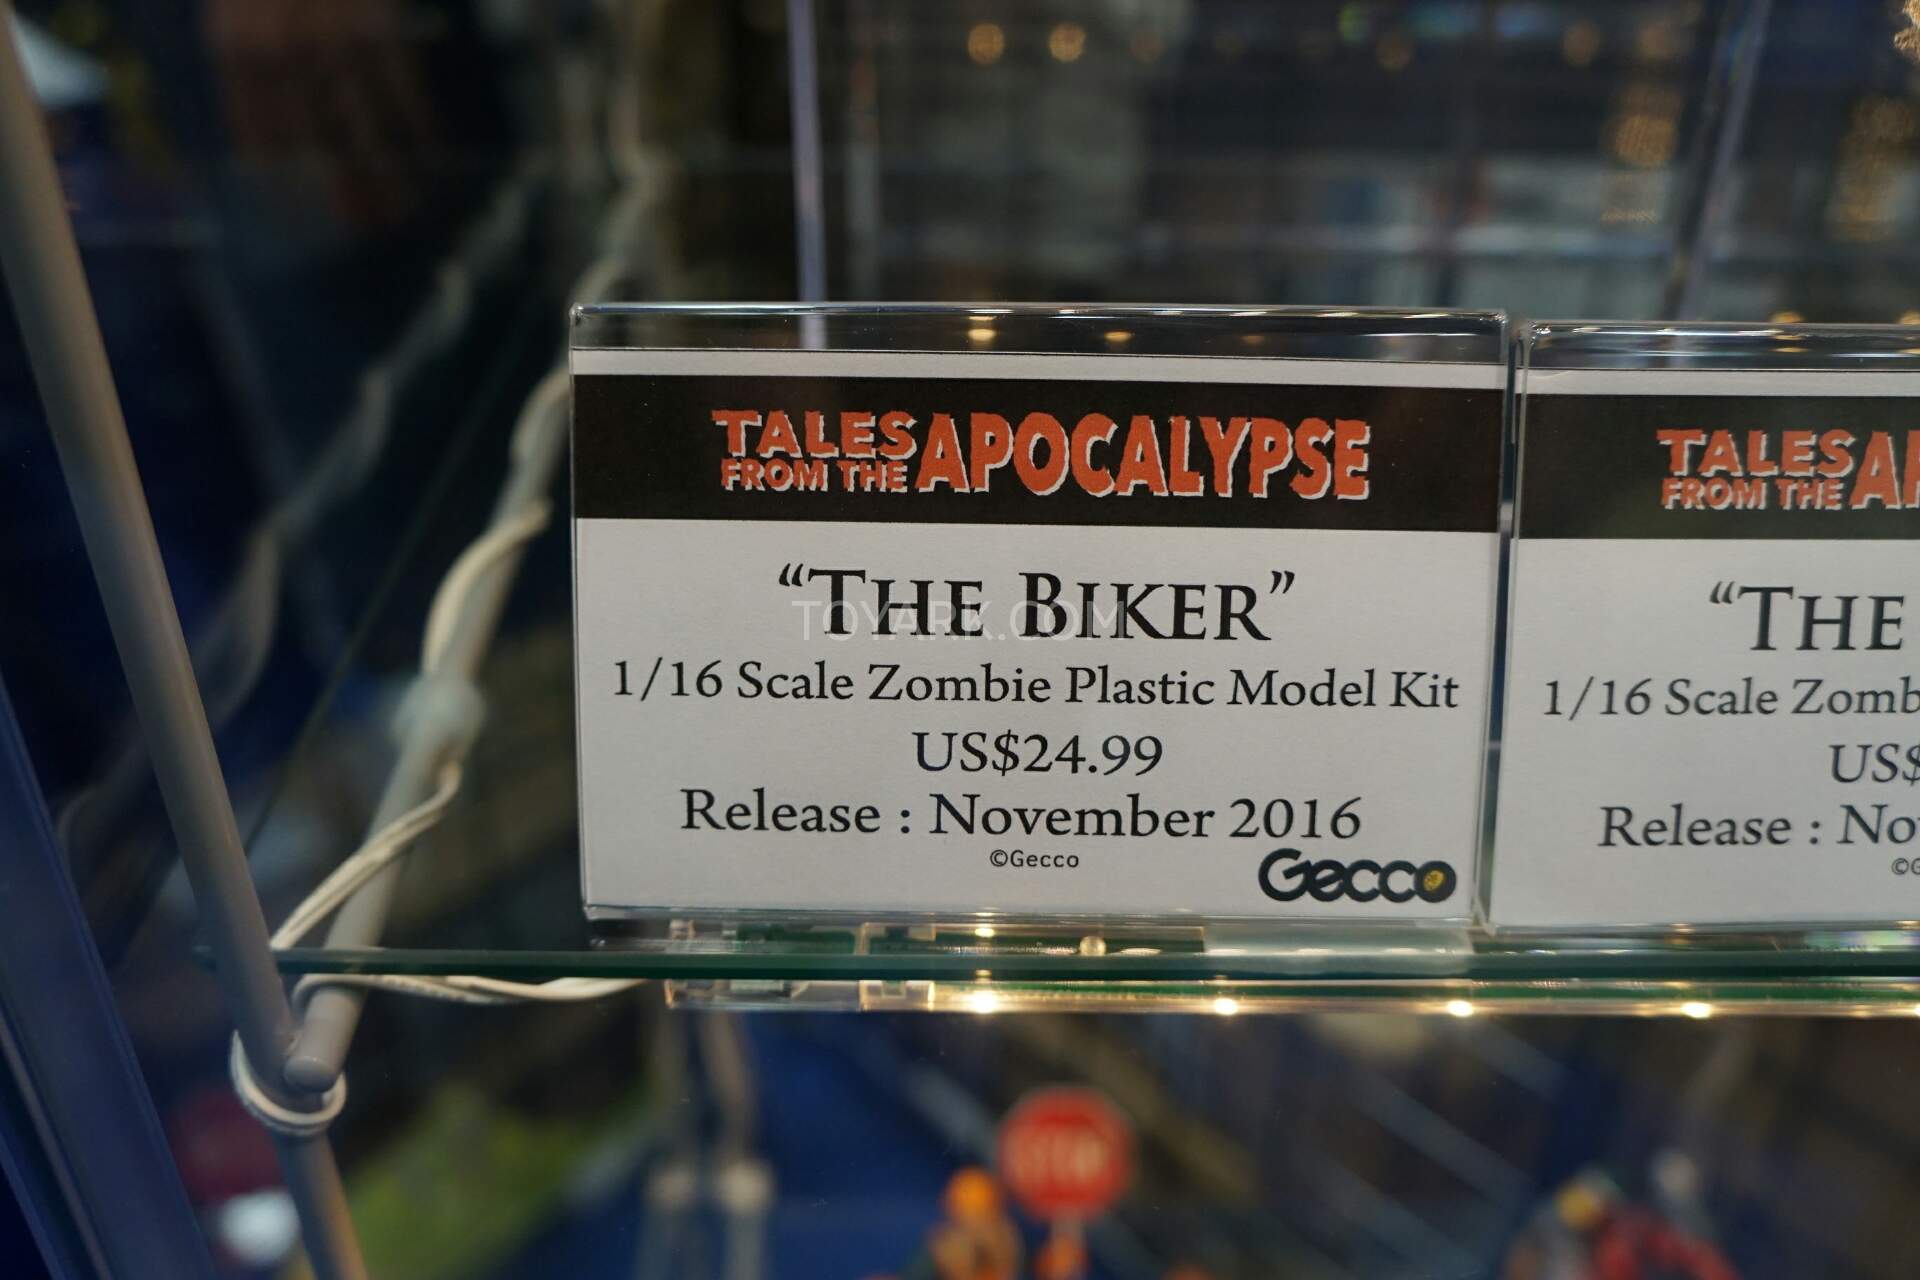 TALES FROM THE APOCALYPSE
"THE BIKER"
TOYARK.COM
1/16 Scale Zombie Plastic Model Kit
US$24.99
Release : November 2016
©Gecco
Gecco
TALES
FROM THE
"THE
1/16 Scale
US$
Release :
STOP